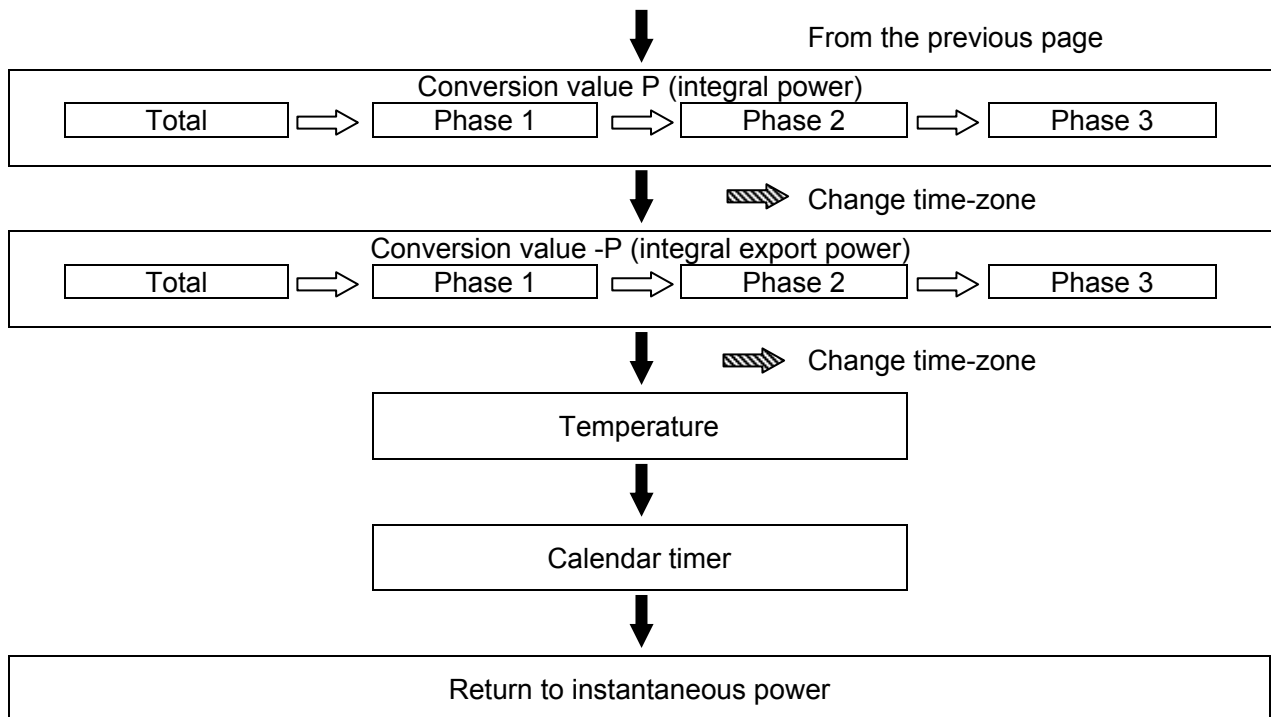 From the previous page
Conversion value P (integral power)
Total
Phase 1
Phase 2
Phase 3
Change time-zone
Conversion value -P (integral export power)
Total
Phase 1
Phase 2
Phase 3
Change time-zone
Temperature
Calendar timer
Return to instantaneous power